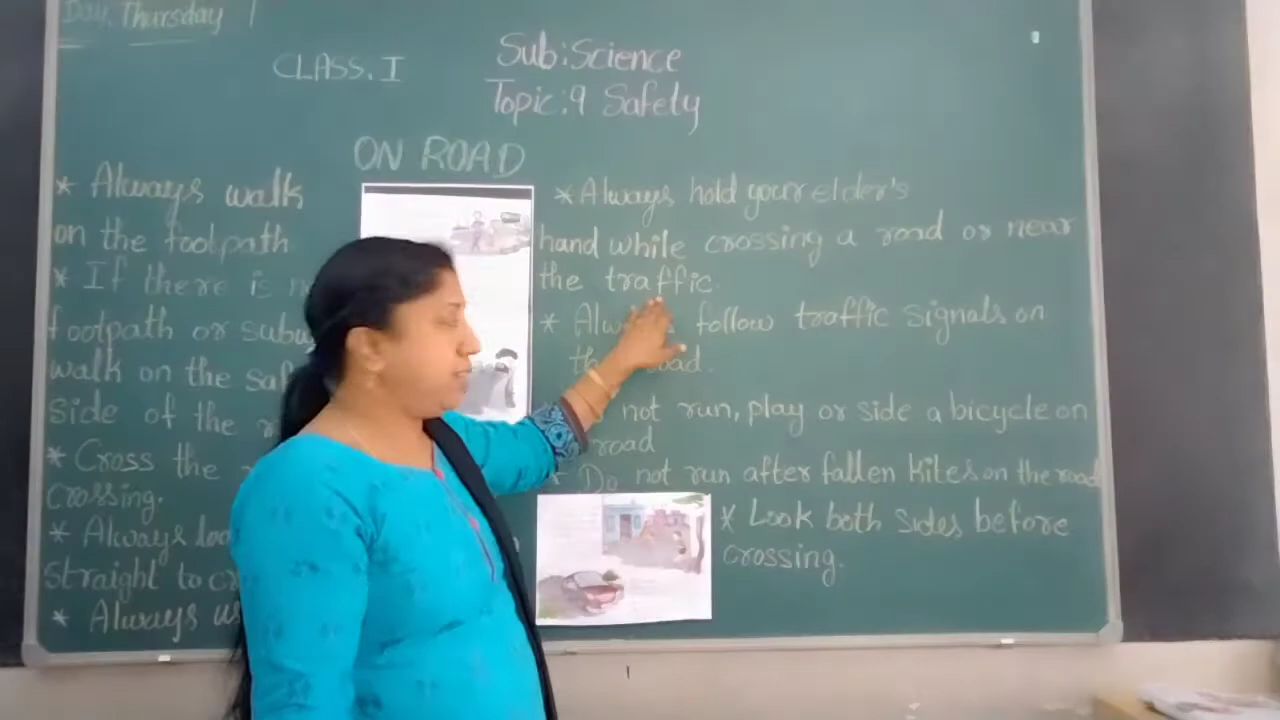 Day. Thursday
CLASS.I
Sub:Science
Topic:9 Safety
ON ROAD
* Always walk
on the footpath
* If there is
footpath or
walk on the
side of the
* Cross the
crossing.
* Always
straight to
* Always
* Always hold your elder's
hand while crossing a road or near
the traffic.
* follow traffic signals on
road.
not run, play or side a bicycle on
road
* Do not run after fallen kites on the road
* Look both sides before
crossing.